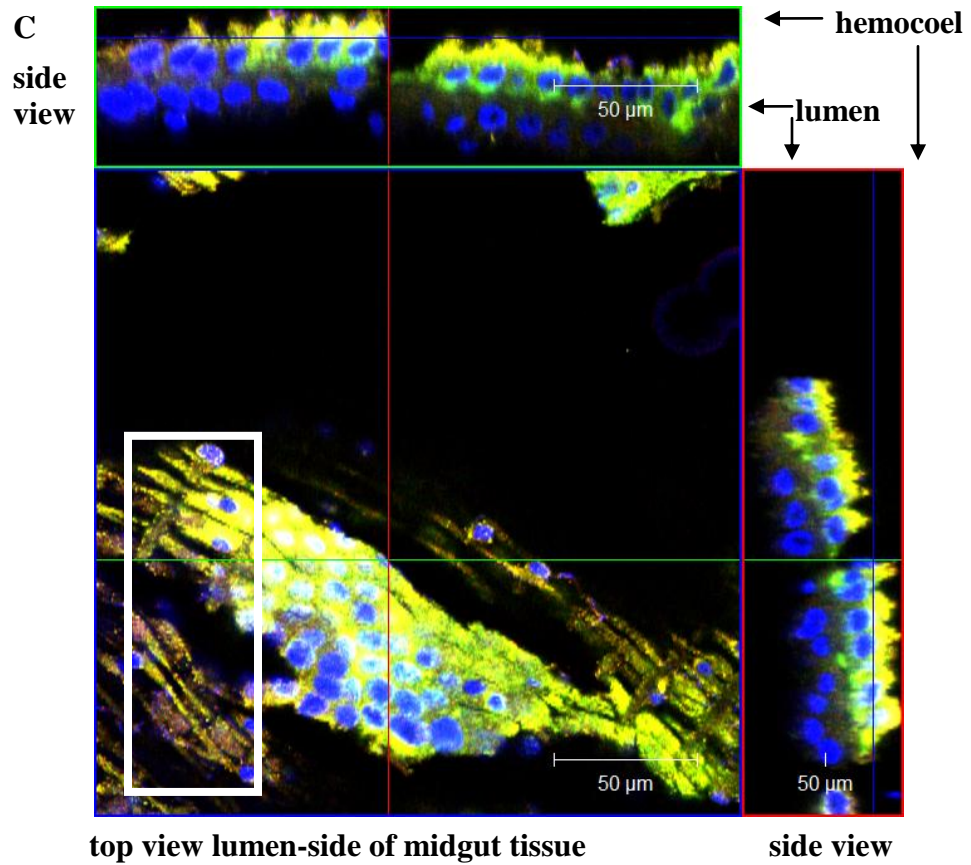 C
hemocoel
side
view
lumen
50 µm
50 µm
50 µm
top view lumen-side of midgut tissue
side view